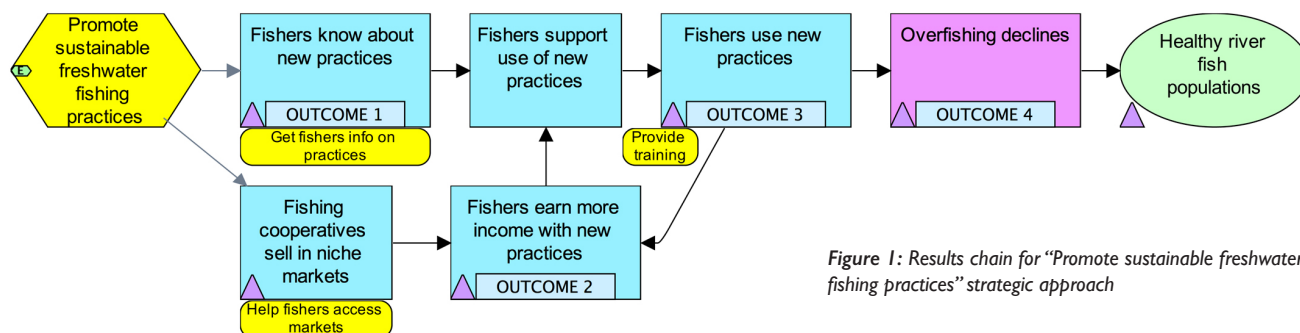 Promote
sustainable
freshwater
fishing
practices
E
Fishers know about
new practices
OUTCOME 1
Get fishers info on
practices
Fishers support
use of new
practices
Fishers use new
practices
OUTCOME 3
Provide
training
Overfishing declines
OUTCOME 4
Healthy river
fish
populations
Fishing
cooperatives
sell in niche
markets
Help fishers access
markets
Fishers earn more
income with new
practices
OUTCOME 2
Figure 1: Results chain for “Promote sustainable freshwater
fishing practices” strategic approach